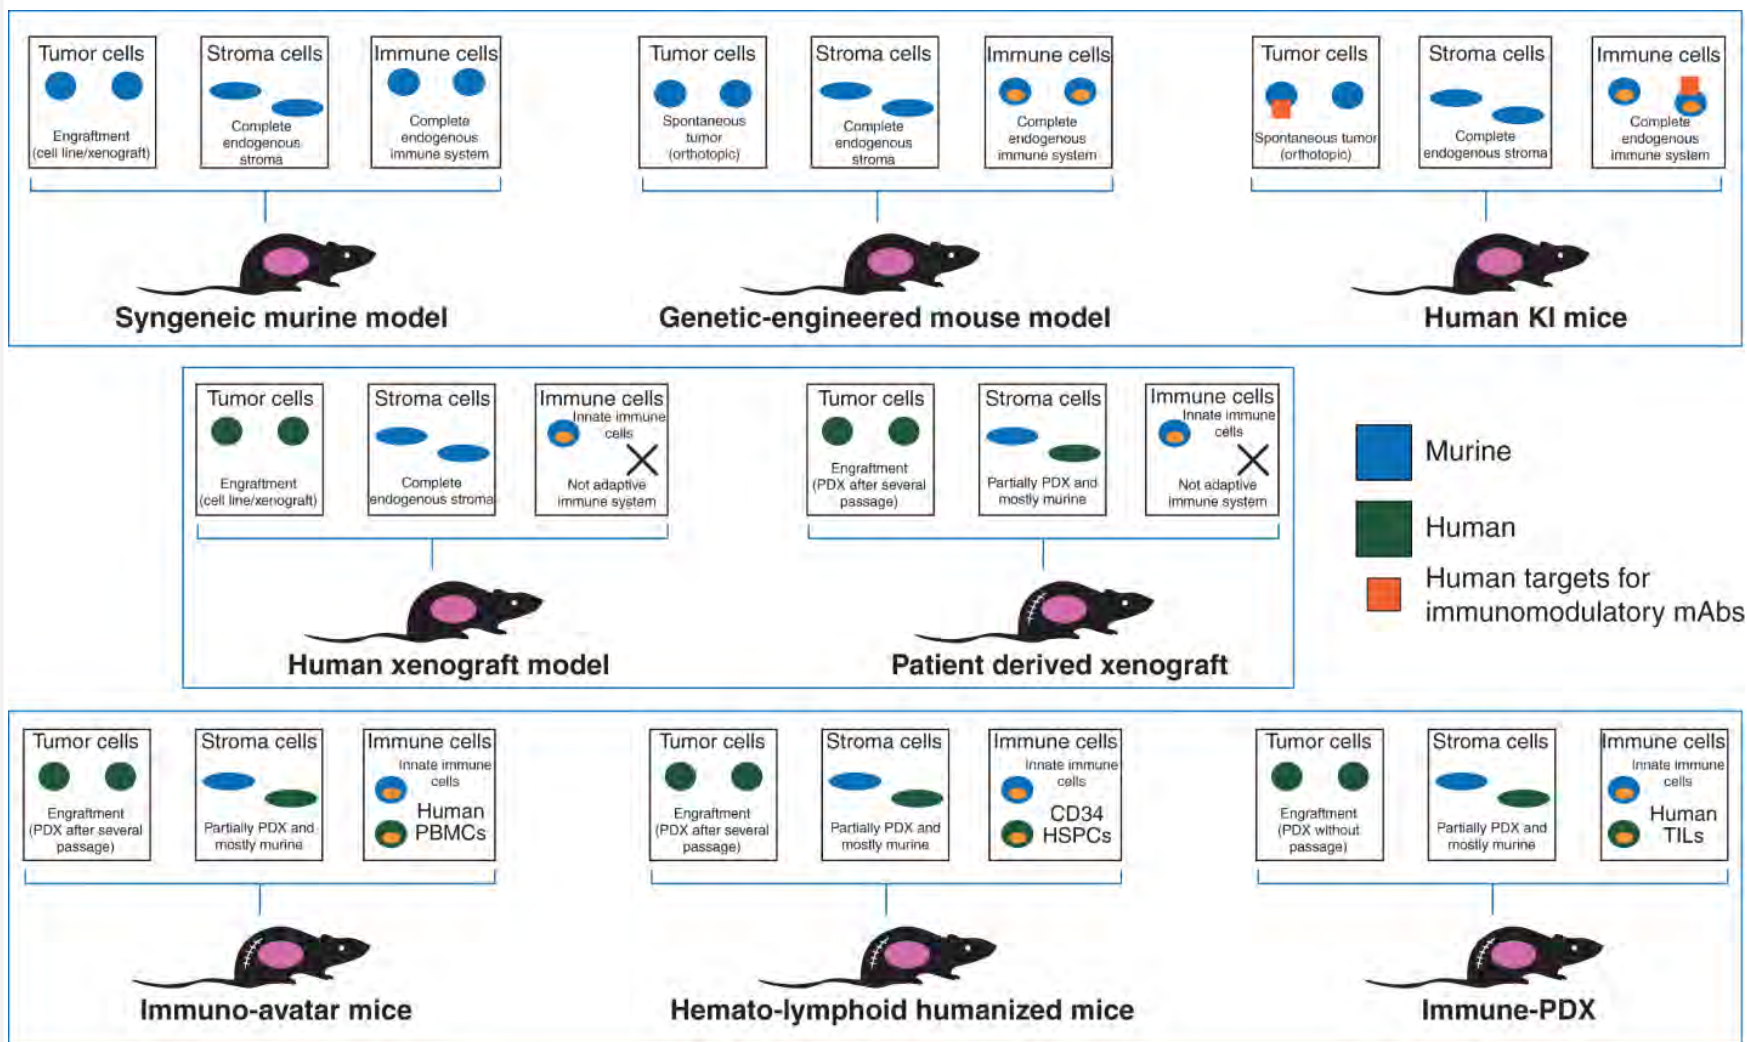 Tumor cells
Engraftment
(cell line/xenograft)
Stroma cells
Complete
endogenous
stroma
Immune cells
Complete
endogenous
immune system
Syngeneic murine model
Tumor cells
Spontaneous
tumor
(orthotopic)
Stroma cells
Complete
endogenous
stroma
Immune cells
Complete
endogenous
immune system
Genetic-engineered mouse model
Tumor cells
Spontaneous tumor
(orthotopic)
Stroma cells
Complete
endogenous stroma
Immune cells
Complete
endogenous
immune system
Human KI mice
Tumor cells
Engraftment
(cell line/xenograft)
Stroma cells
Complete
endogenous stroma
Immune cells
Innate immune
cells
Not adaptive
immune system
Human xenograft model
Tumor cells
Engraftment
(PDX after several
passage)
Stroma cells
Partially PDX and
mostly murine
Immune cells
Innate immune
cells
Not adaptive
immune system
Patient derived xenograft
Murine
Human
Human targets for
immunomodulatory mAbs
Tumor cells
Engraftment
(PDX after several
passage)
Stroma cells
Partially PDX and
mostly murine
Immune cells
Innate immune
cells
Human
PBMCs
Immuno-avatar mice
Tumor cells
Engraftment
(PDX after several
passage)
Stroma cells
Partially PDX and
mostly murine
Immune cells
Innate immune
cells
CD34
HSPCs
Hemato-lymphoid humanized mice
Tumor cells
Engraftment
(PDX without
passage)
Stroma cells
Partially PDX and
mostly murine
Immune cells
Innate immune
cells
Human
TILs
Immune-PDX